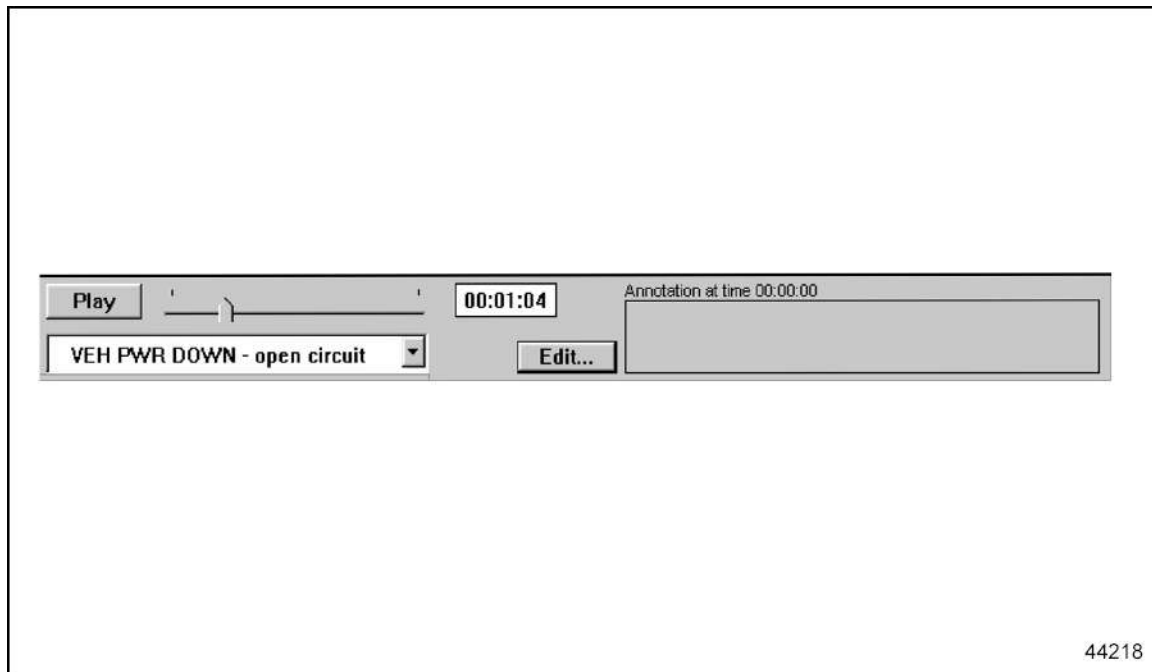 Play
00:01:04
Annotation at time 00:00:00
VEH PWR DOWN - open circuit
Edit...
44218